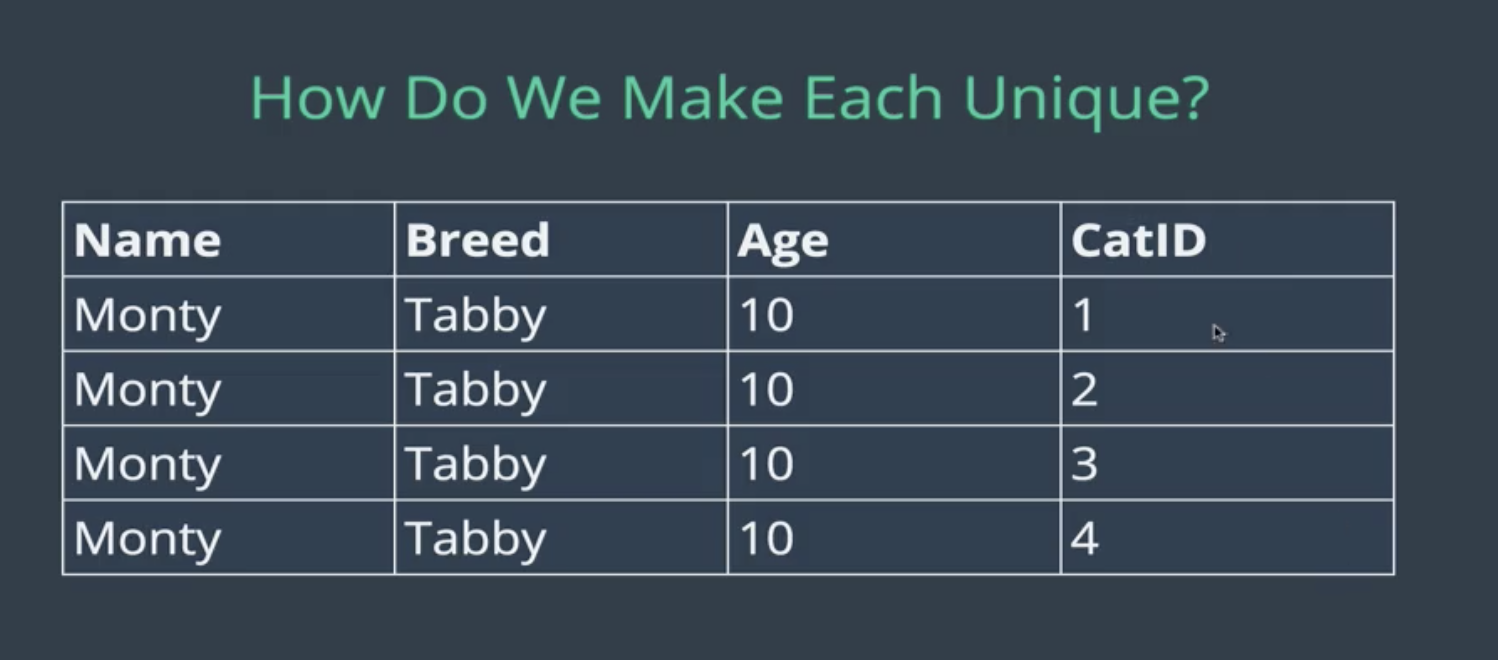 How Do We Make Each Unique?
Name Breed Age CatID
Monty Tabby 10 1
Monty Tabby 10 2
Monty Tabby 10 3
Monty Tabby 10 4